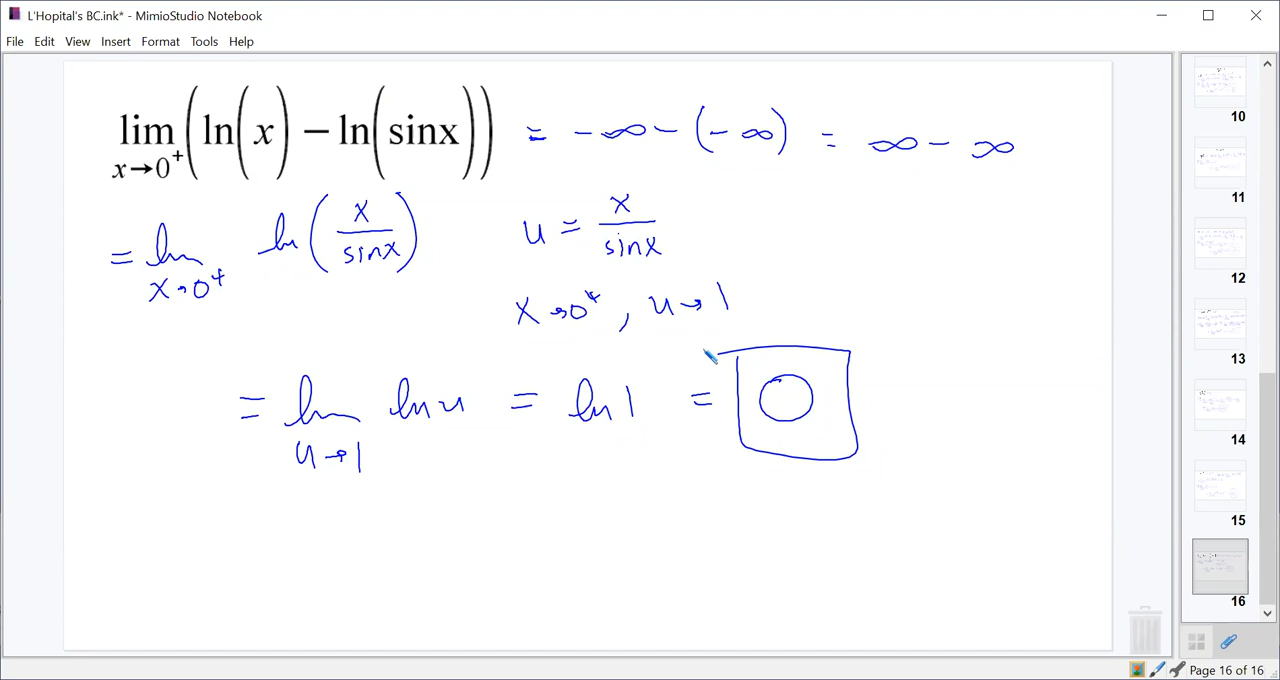 L'Hopital's BC.ink* - MimioStudio Notebook
File Edit View Insert Format Tools Help
lim x→0⁺ (ln(x) − ln(sinx)) = −∞ − (−∞) = ∞ − ∞
= lim x→0⁺ ln(x/sinx) u = x/sinx
x→0⁺, u→1
= lim u→1 ln u = ln 1 = 0
10
11
12
13
14
15
16
Page 16 of 16